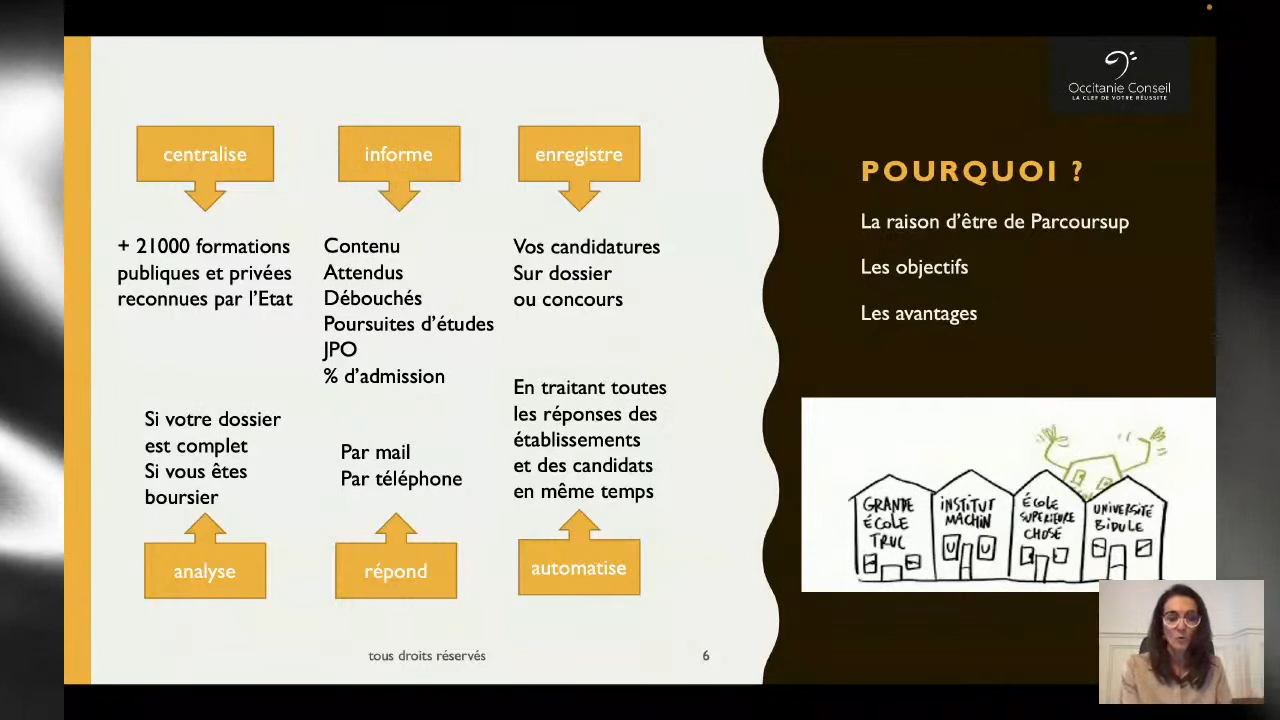 centralise
informe
enregistre
+ 21000 formations
publiques et privées
reconnues par l'Etat
Contenu
Attendus
Débouchés
Poursuites d'études
JPO
% d'admission
Vos candidatures
Sur dossier
ou concours
Si votre dossier
est complet
Si vous êtes
boursier
Par mail
Par téléphone
En traitant toutes
les réponses des
établissements
et des candidats
en même temps
analyse
répond
automatise
tous droits réservés
6
Occitanie Conseil
LA CLEF DE VOTRE RÉUSSITE
POURQUOI ?
La raison d'être de Parcoursup
Les objectifs
Les avantages
GRANDE
ÉCOLE
TRUC
INSTITUT
MACHIN
ÉCOLE
SUPERIEURE
CHOSE
UNIVERSITÉ
BIDULE